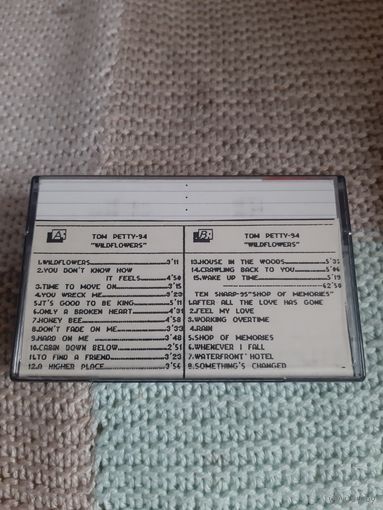 A:
TOM PETTY-94
"WILDFLOWERS"
1.WILDFLOWERS 3'11
2.YOU DON'T KNOW HOW
IT FEELS 4'50
3.TIME TO MOVE ON 3'15
4.YOU WRECK ME 3'23
5.IT'S GOOD TO BE KING 5'11
6.ONLY A BROKEN HEART 4'31
7.HONEY BEE 4'58
8.DON'T FADE ON ME 3'33
9.HARD ON ME 3'48
10.CABIN DOWN BELOW 2'51
11.TO FIND A FRIEND 3'23
12.A HIGHER PLACE 3'56
B:
TOM PETTY-94
"WILDFLOWERS"
13.HOUSE IN THE WOODS 5'31
14.CRAWLING BACK TO YOU 5'06
15.WAKE UP TIME 5'19
62'50
TEN SHARP-95"SHOP OF MEMORIES"
1.AFTER ALL THE LOVE HAS GONE
2.FEEL MY LOVE
3.WORKING OVERTIME
4.RAIN
5.SHOP OF MEMORIES
6.WHENEVER I FALL
7.WATERFRONT HOTEL
8.SOMETHING'S CHANGED